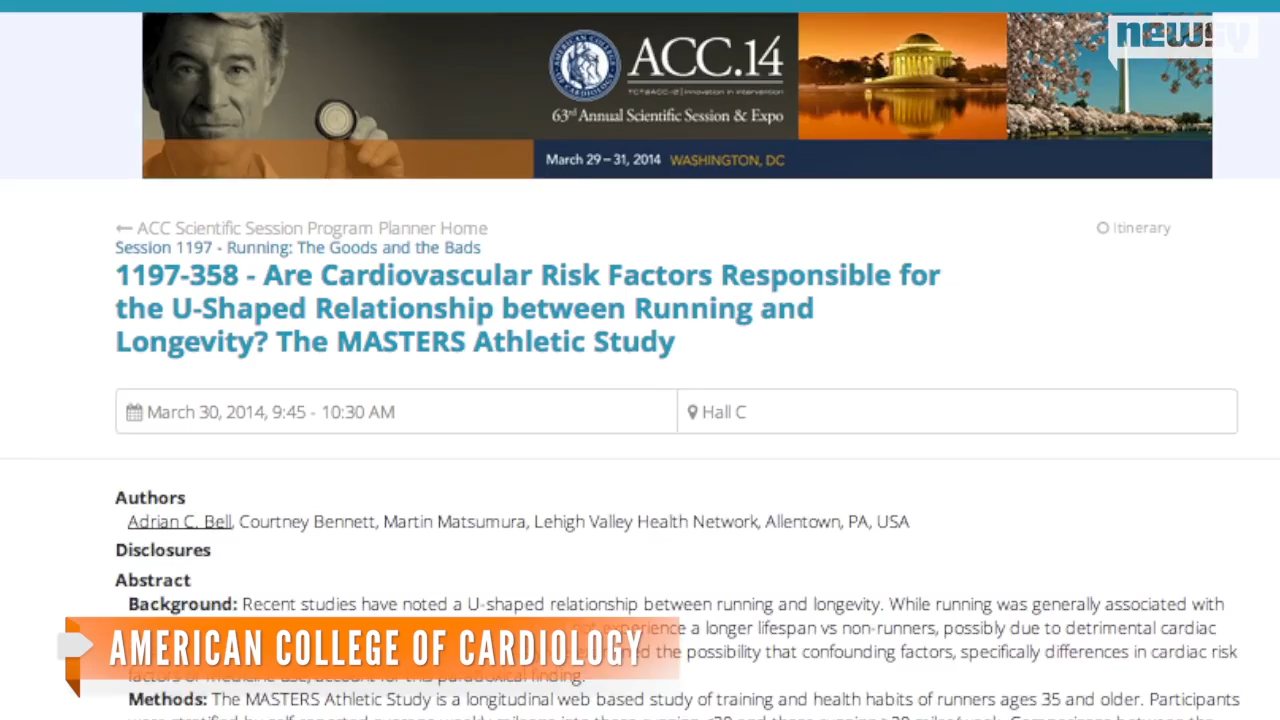 newsy
ACC.14
63rd Annual Scientific Session & Expo
March 29 – 31, 2014 WASHINGTON, DC
ACC Scientific Session Program Planner Home
Itinerary
Session 1197 - Running: The Goods and the Bads
1197-358 - Are Cardiovascular Risk Factors Responsible for
the U-Shaped Relationship between Running and
Longevity? The MASTERS Athletic Study
March 30, 2014, 9:45 - 10:30 AM
Hall C
Authors
Adrian C. Bell, Courtney Bennett, Martin Matsumura, Lehigh Valley Health Network, Allentown, PA, USA
Disclosures
Abstract
Background: Recent studies have noted a U-shaped relationship between running and longevity. While running was generally associated with
experience a longer lifespan vs non-runners, possibly due to detrimental cardiac
the possibility that confounding factors, specifically differences in cardiac risk
AMERICAN COLLEGE OF CARDIOLOGY
Methods: The MASTERS Athletic Study is a longitudinal web based study of training and health habits of runners ages 35 and older. Participants